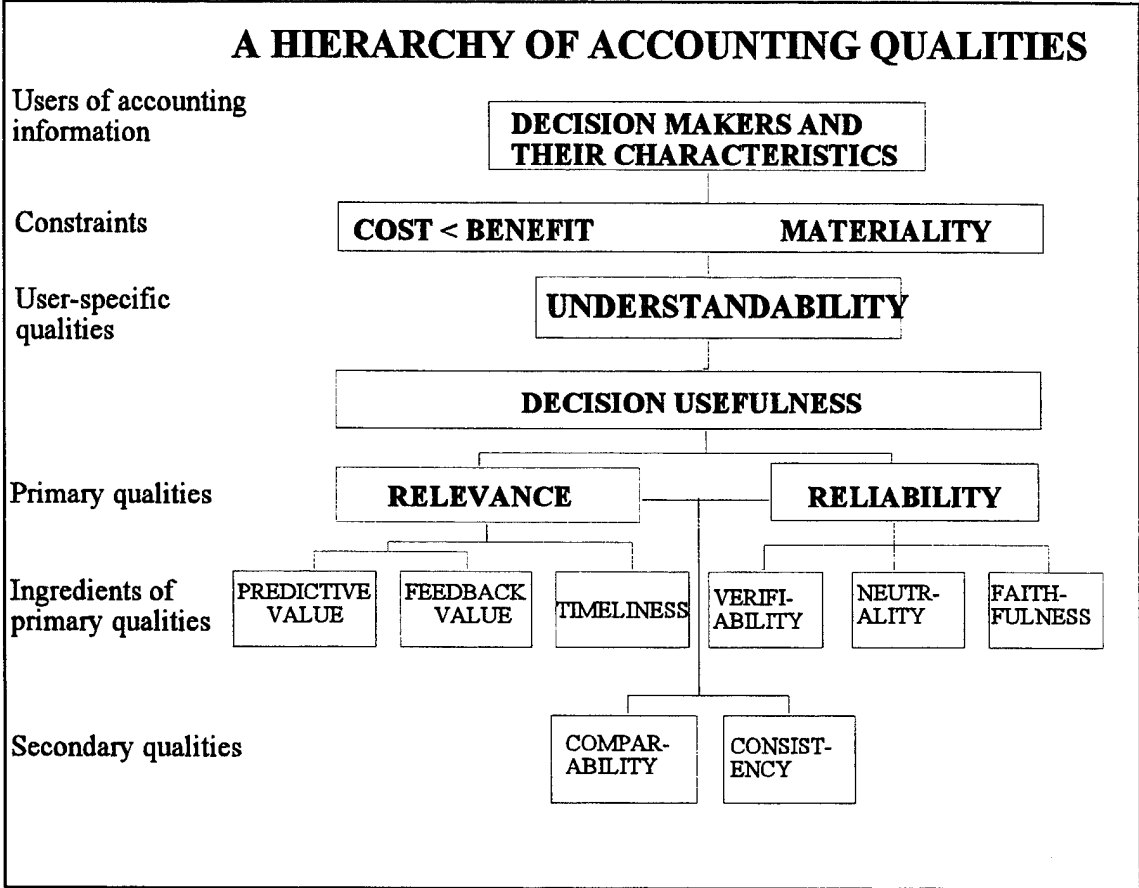 A HIERARCHY OF ACCOUNTING QUALITIES
Users of accounting
information
DECISION MAKERS AND
THEIR CHARACTERISTICS
Constraints
COST < BENEFIT MATERIALITY
User-specific
qualities
UNDERSTANDABILITY
DECISION USEFULNESS
Primary qualities
RELEVANCE
RELIABILITY
Ingredients of
primary qualities
PREDICTIVE
VALUE
FEEDBACK
VALUE
TIMELINESS
VERIFI-
ABILITY
NEUTR-
ALITY
FAITH-
FULNESS
Secondary qualities
COMPAR-
ABILITY
CONSIST-
ENCY